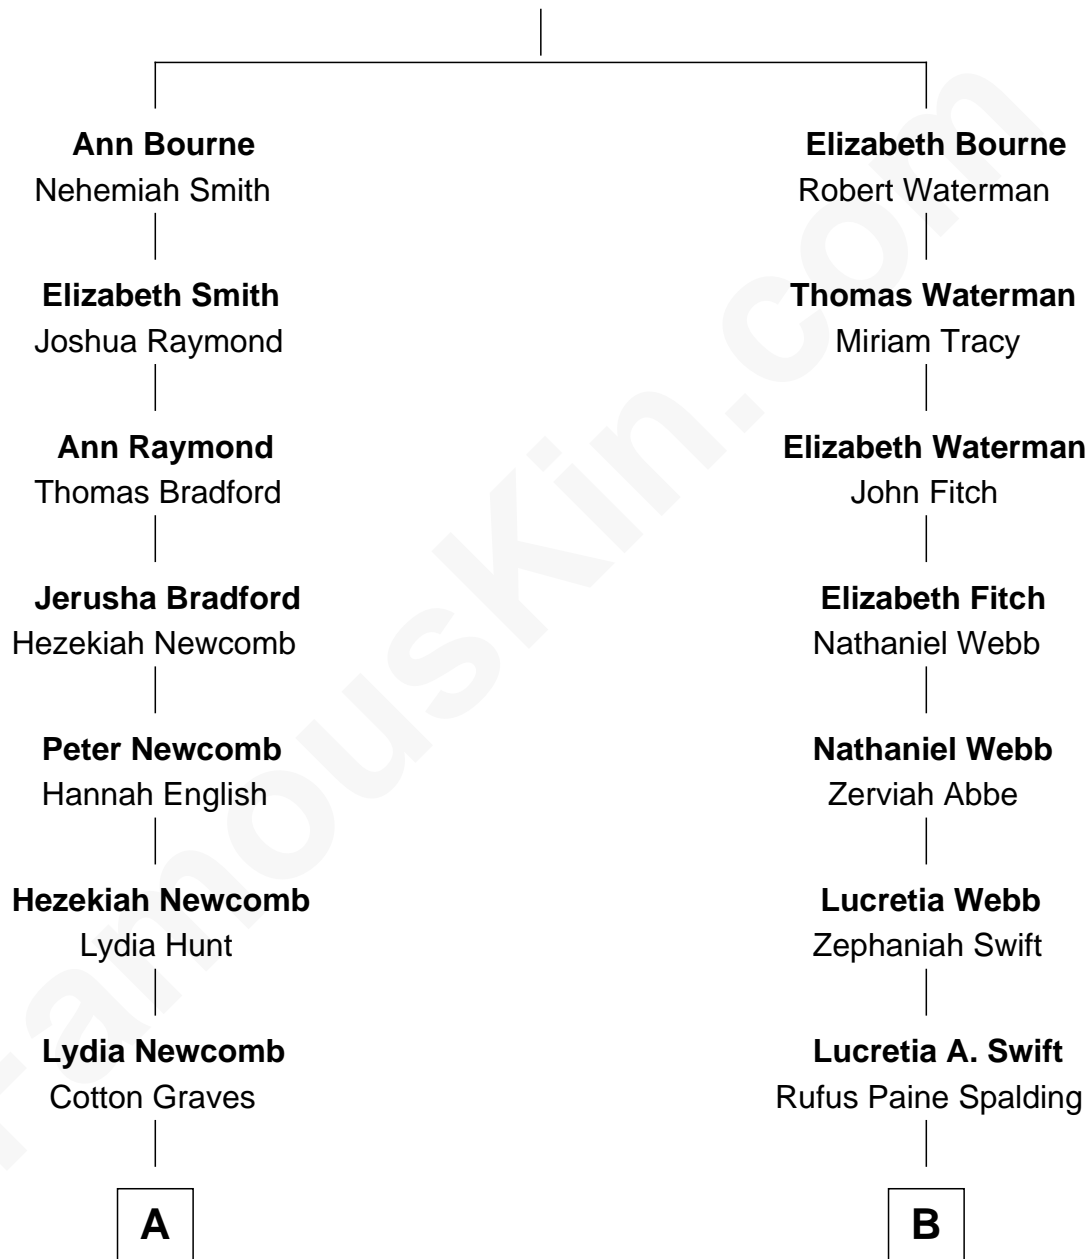 Ann Bourne
Nehemiah Smith
Elizabeth Smith
Joshua Raymond
Ann Raymond
Thomas Bradford
Jerusha Bradford
Hezekiah Newcomb
Peter Newcomb
Hannah English
Hezekiah Newcomb
Lydia Hunt
Lydia Newcomb
Cotton Graves
A
Elizabeth Bourne
Robert Waterman
Thomas Waterman
Miriam Tracy
Elizabeth Waterman
John Fitch
Elizabeth Fitch
Nathaniel Webb
Nathaniel Webb
Zerviah Abbe
Lucretia Webb
Zephaniah Swift
Lucretia A. Swift
Rufus Paine Spalding
B
FamousKin.com